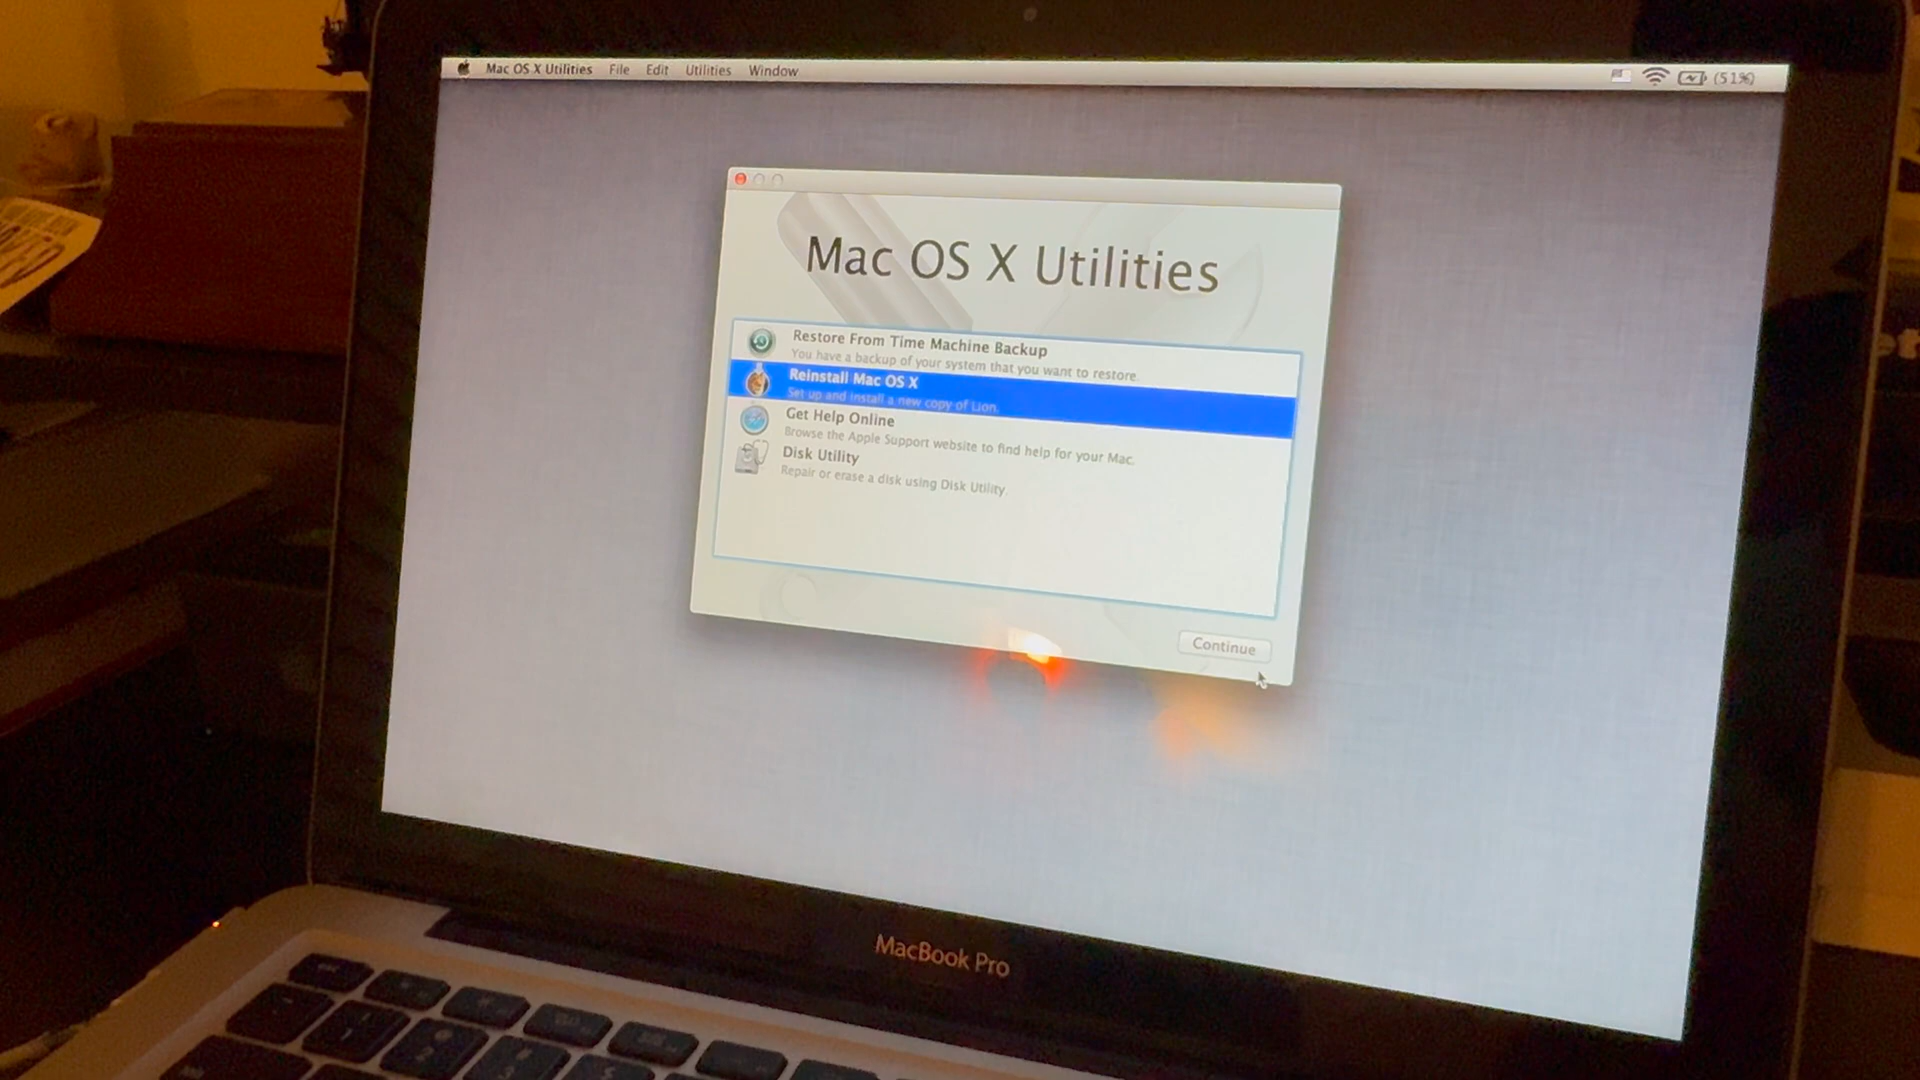 Mac OS X Utilities File Edit Utilities Window (51%)
Mac OS X Utilities
Restore From Time Machine Backup
You have a backup of your system that you want to restore.
Reinstall Mac OS X
Set up and install a new copy of Lion.
Get Help Online
Browse the Apple Support website to find help for your Mac.
Disk Utility
Repair or erase a disk using Disk Utility.
Continue
MacBook Pro